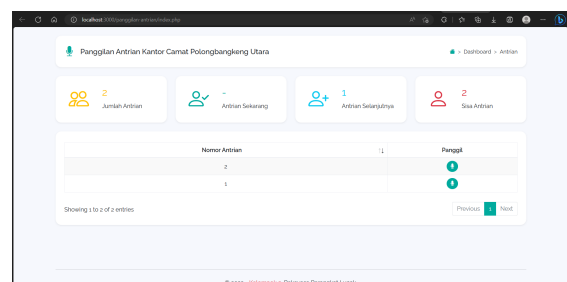 localhost:3000/panggilan-antrian/index.php
Panggilan Antrian Kantor Camat Polongbangkeng Utara
> Dashboard > Antrian
2
Jumlah Antrian
-
Antrian Sekarang
1
Antrian Selanjutnya
2
Sisa Antrian
Nomor Antrian
Panggil
2
1
Showing 1 to 2 of 2 entries
Previous 1 Next